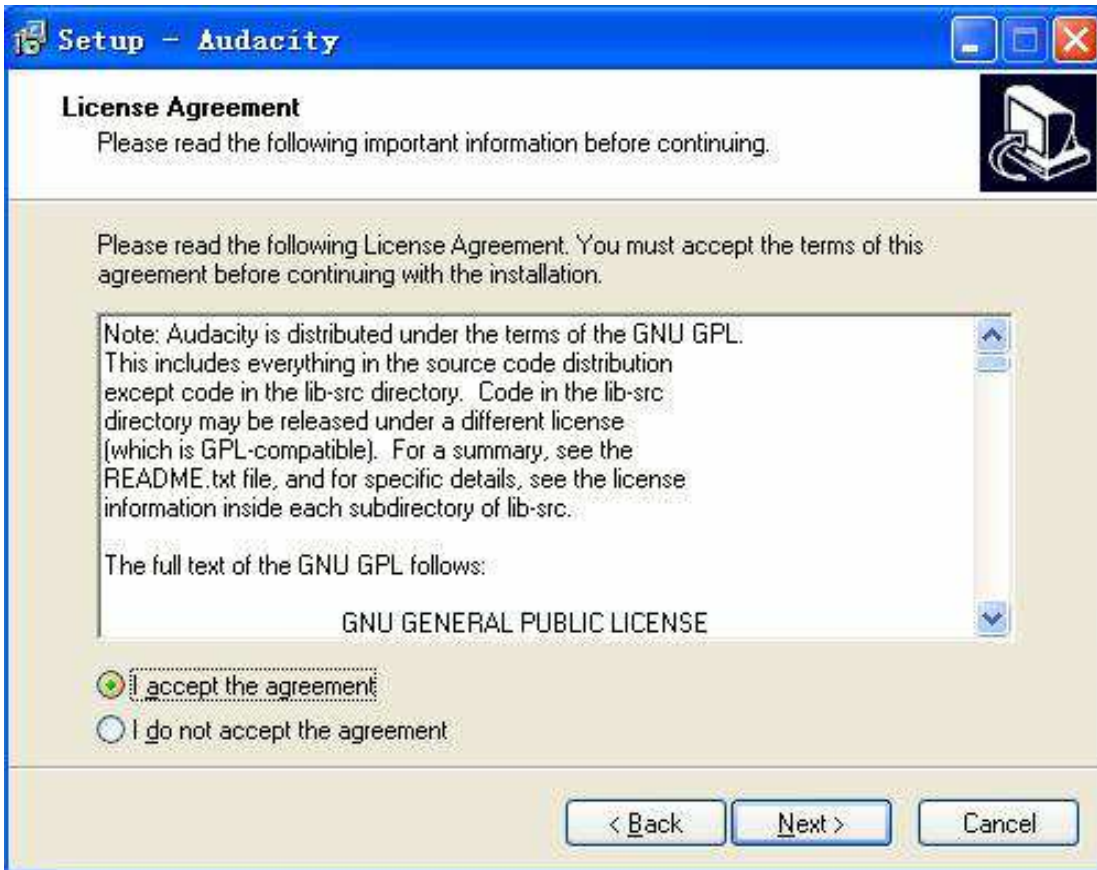 Setup - Audacity
License Agreement
Please read the following important information before continuing.
Please read the following License Agreement. You must accept the terms of this
agreement before continuing with the installation.
Note: Audacity is distributed under the terms of the GNU GPL.
This includes everything in the source code distribution
except code in the lib-src directory. Code in the lib-src
directory may be released under a different license
(which is GPL-compatible). For a summary, see the
README.txt file, and for specific details, see the license
information inside each subdirectory of lib-src.
The full text of the GNU GPL follows:
GNU GENERAL PUBLIC LICENSE
I accept the agreement
I do not accept the agreement
< Back Next > Cancel